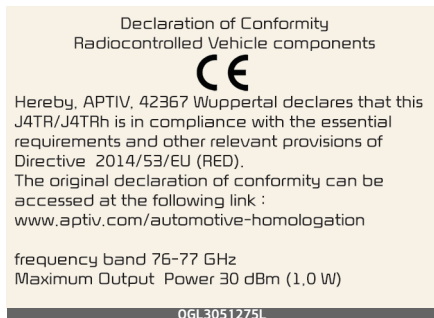 Declaration of Conformity
Radiocontrolled Vehicle components
CE
Hereby, APTIV, 42367 Wuppertal declares that this
J4TR/J4TRh is in compliance with the essential
requirements and other relevant provisions of
Directive 2014/53/EU (RED).
The original declaration of conformity can be
accessed at the following link :
www.aptiv.com/automotive-homologation
frequency band 76-77 GHz
Maximum Output Power 30 dBm (1,0 W)
OGL3051275L